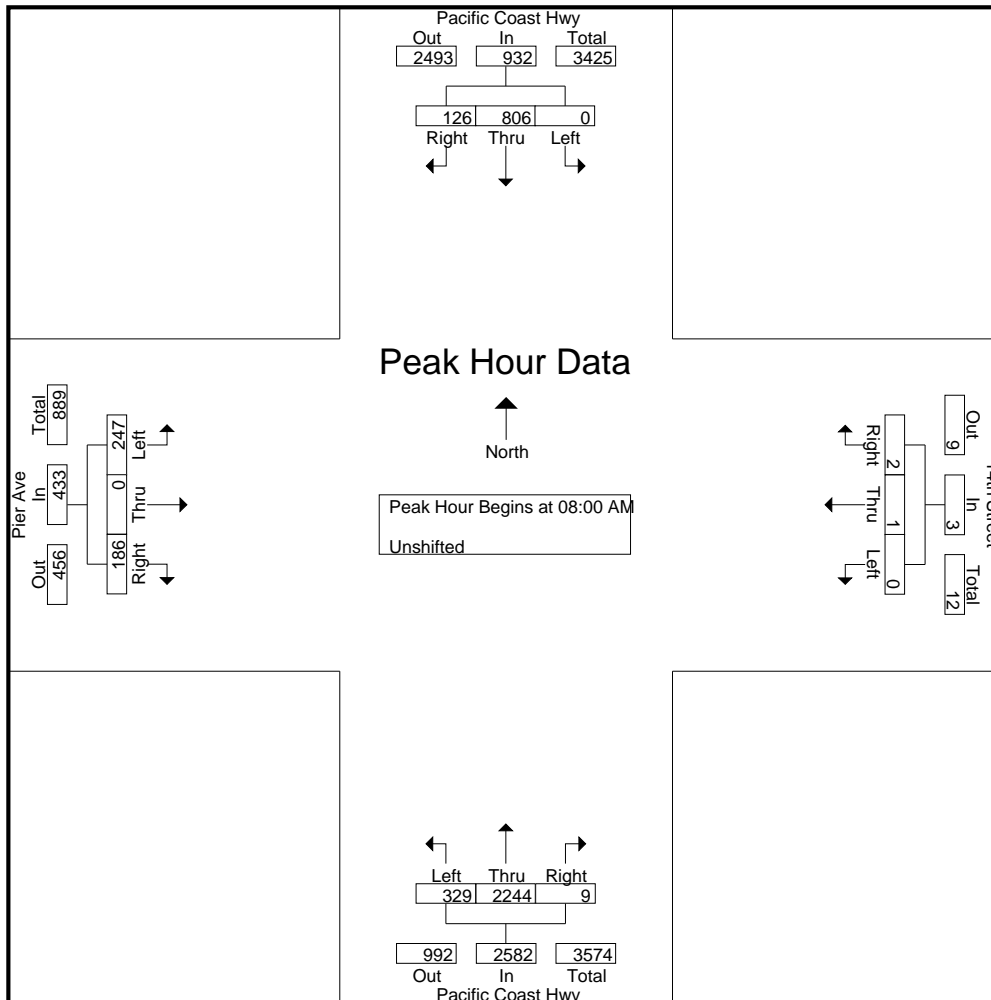 Pacific Coast Hwy
Out In Total
2493 932 3425
126 806 0
Right Thru Left
Peak Hour Data
North
Peak Hour Begins at 08:00 AM
Unshifted
Pier Ave
Total In Out
889 433 456
247 0 186
Left Thru Right
Right Thru Left
2 1 0
Out In Total
9 3 12
14th Street
Left Thru Right
329 2244 9
992 2582 3574
Out In Total
Pacific Coast Hwy